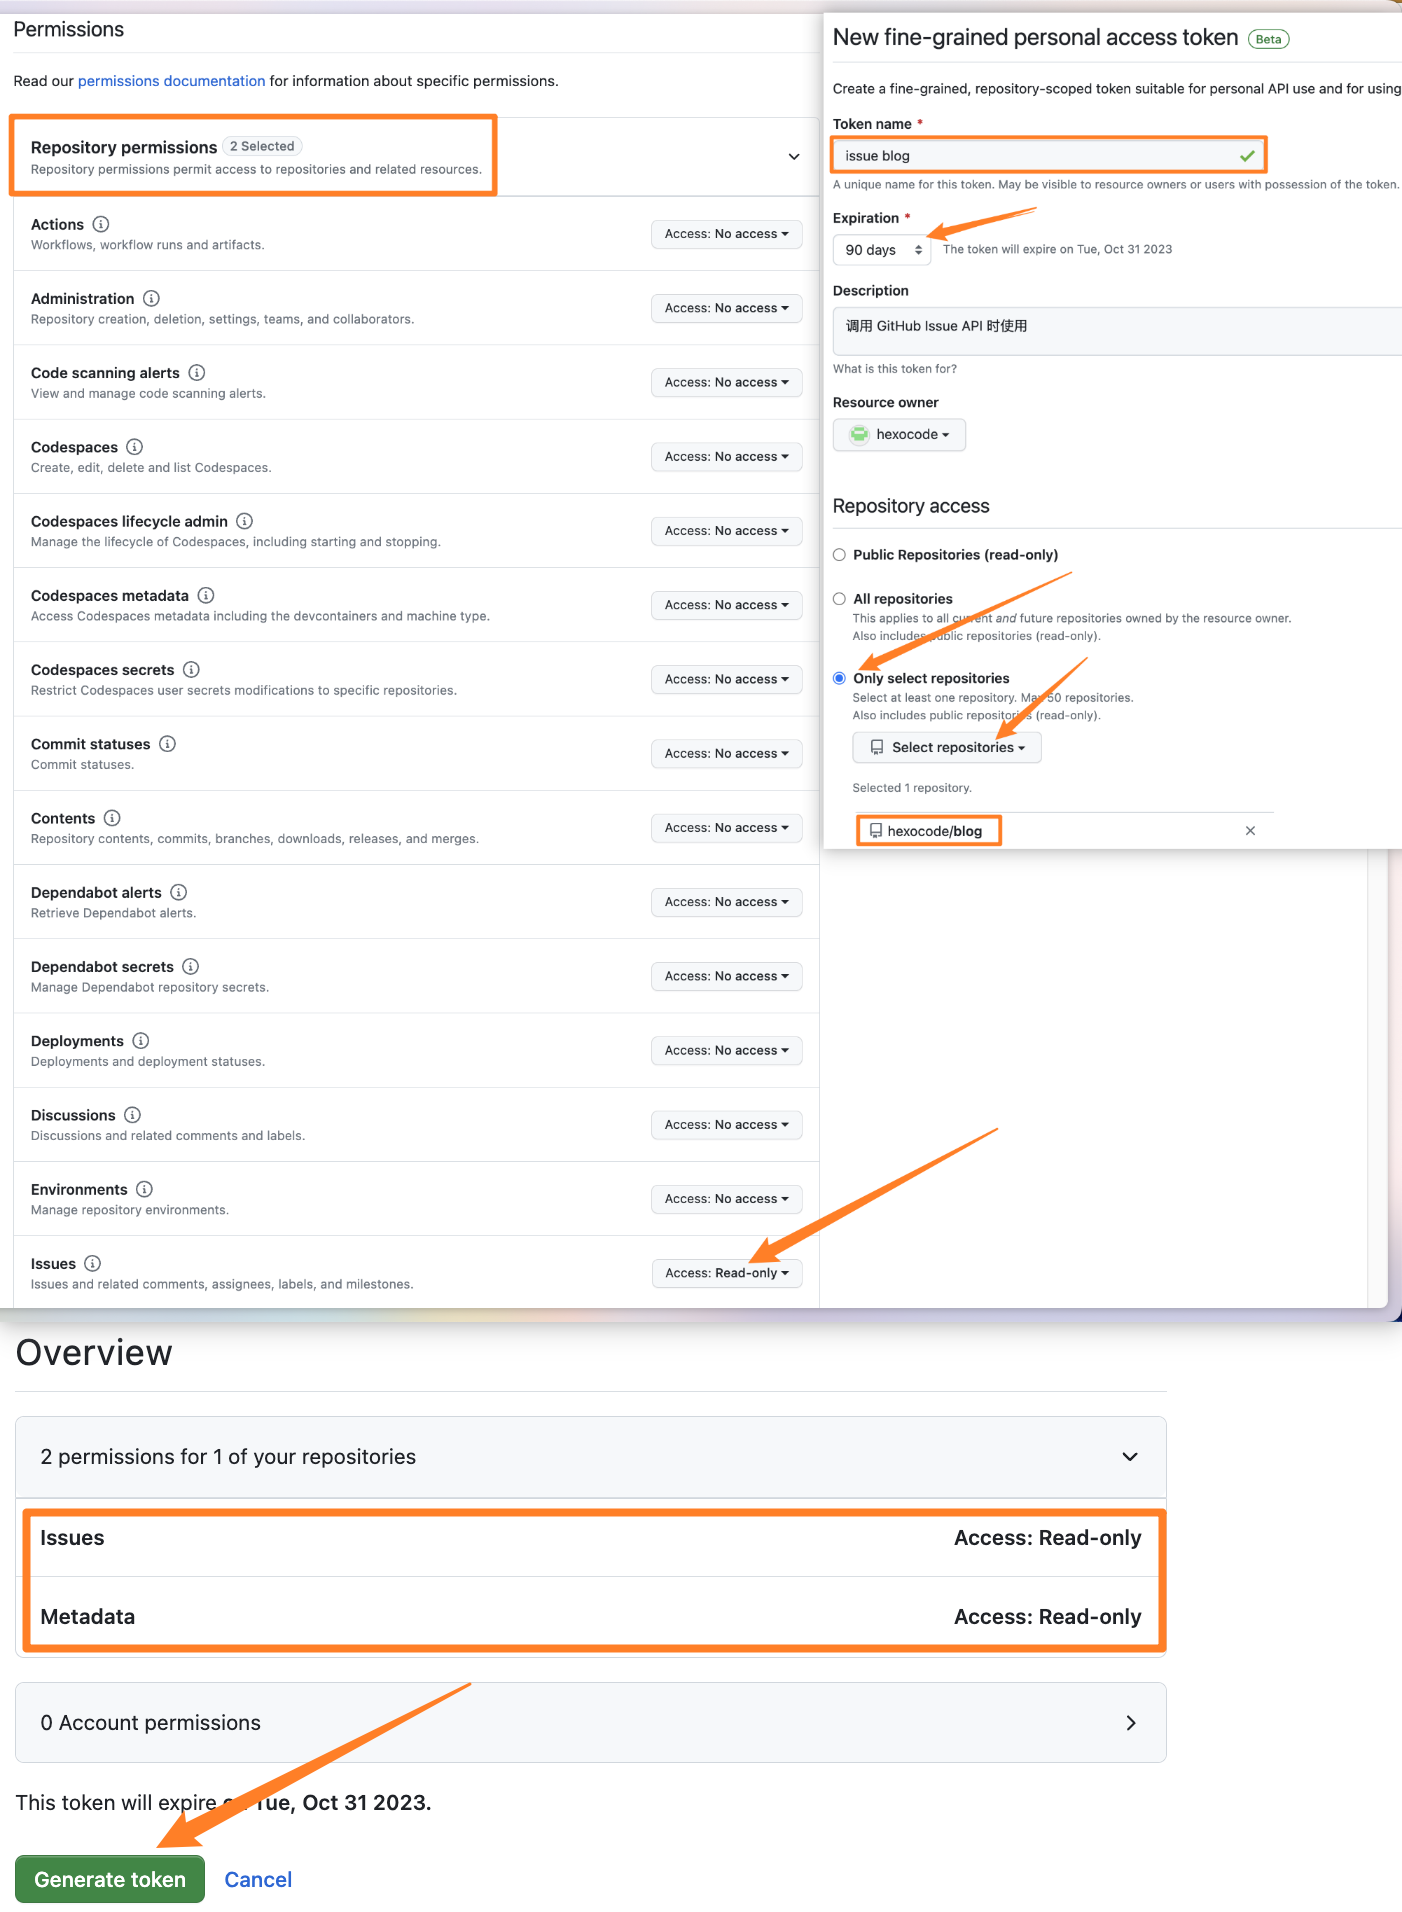 Permissions
Read our permissions documentation for information about specific permissions.
Repository permissions 2 Selected
Repository permissions permit access to repositories and related resources.
Actions
Workflows, workflow runs and artifacts.
Access: No access
Administration
Repository creation, deletion, settings, teams, and collaborators.
Access: No access
Code scanning alerts
View and manage code scanning alerts.
Access: No access
Codespaces
Create, edit, delete and list Codespaces.
Access: No access
Codespaces lifecycle admin
Manage the lifecycle of Codespaces, including starting and stopping.
Access: No access
Codespaces metadata
Access Codespaces metadata including the devcontainers and machine type.
Access: No access
Codespaces secrets
Restrict Codespaces user secrets modifications to specific repositories.
Access: No access
Commit statuses
Commit statuses.
Access: No access
Contents
Repository contents, commits, branches, downloads, releases, and merges.
Access: No access
Dependabot alerts
Retrieve Dependabot alerts.
Access: No access
Dependabot secrets
Manage Dependabot repository secrets.
Access: No access
Deployments
Deployments and deployment statuses.
Access: No access
Discussions
Discussions and related comments and labels.
Access: No access
Environments
Manage repository environments.
Access: No access
Issues
Issues and related comments, assignees, labels, and milestones.
Access: Read-only
New fine-grained personal access token Beta
Create a fine-grained, repository-scoped token suitable for personal API use and for using
Token name *
issue blog
A unique name for this token. May be visible to resource owners or users with possession of the token.
Expiration *
90 days The token will expire on Tue, Oct 31 2023
Description
调用 GitHub Issue API 时使用
What is this token for?
Resource owner
hexocode
Repository access
Public Repositories (read-only)
All repositories
This applies to all current and future repositories owned by the resource owner.
Also includes public repositories (read-only).
Only select repositories
Select at least one repository. Max 50 repositories.
Also includes public repositories (read-only).
Select repositories
Selected 1 repository.
hexocode/blog
Overview
2 permissions for 1 of your repositories
Issues Access: Read-only
Metadata Access: Read-only
0 Account permissions
This token will expire on Tue, Oct 31 2023.
Generate token Cancel